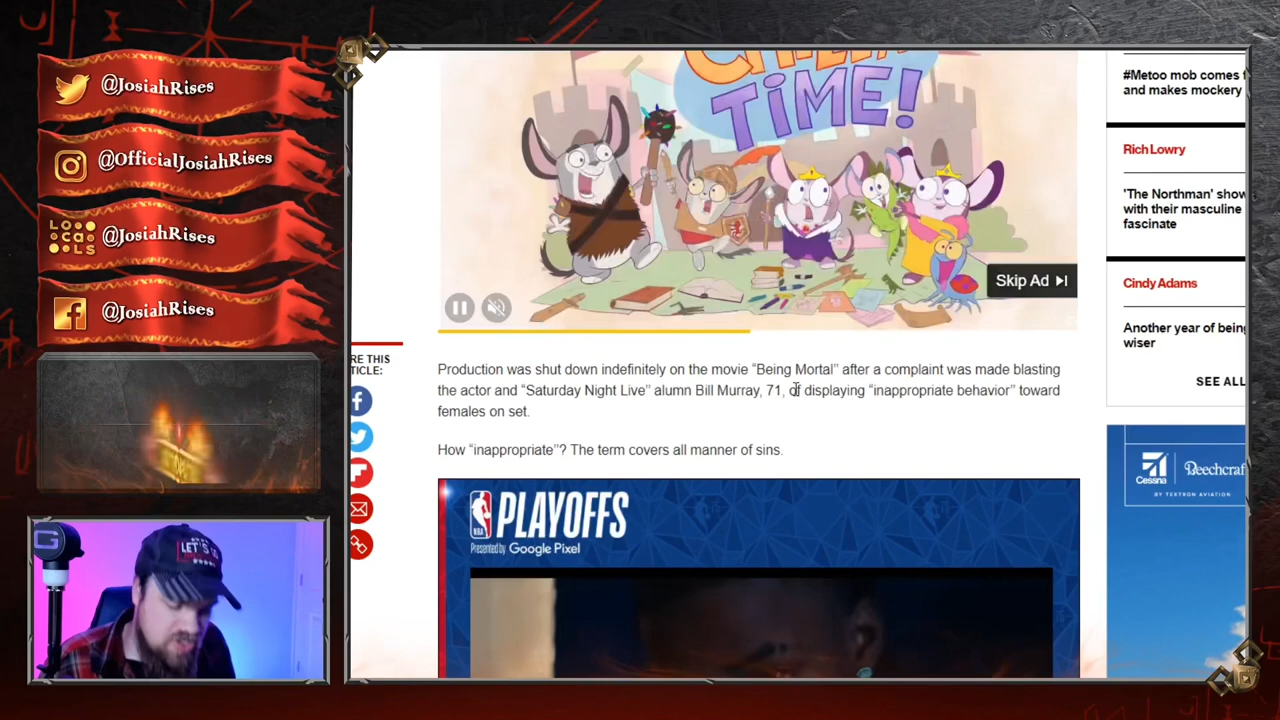 @JosiahRises
@OfficialJosiahRises
LOCALS
@JosiahRises
@JosiahRises
LET'S GO
RE THIS
TICLE:
TIME!
Skip Ad
Production was shut down indefinitely on the movie “Being Mortal” after a complaint was made blasting
the actor and “Saturday Night Live” alumn Bill Murray, 71, of displaying “inappropriate behavior” toward
females on set.
How “inappropriate”? The term covers all manner of sins.
NBA
PLAYOFFS
Presented by Google Pixel
#Metoo mob comes f
and makes mockery
Rich Lowry
'The Northman' show
with their masculine
fascinate
Cindy Adams
Another year of being
wiser
SEE ALL
Cessna
Beechcraf
BY TEXTRON AVIATION